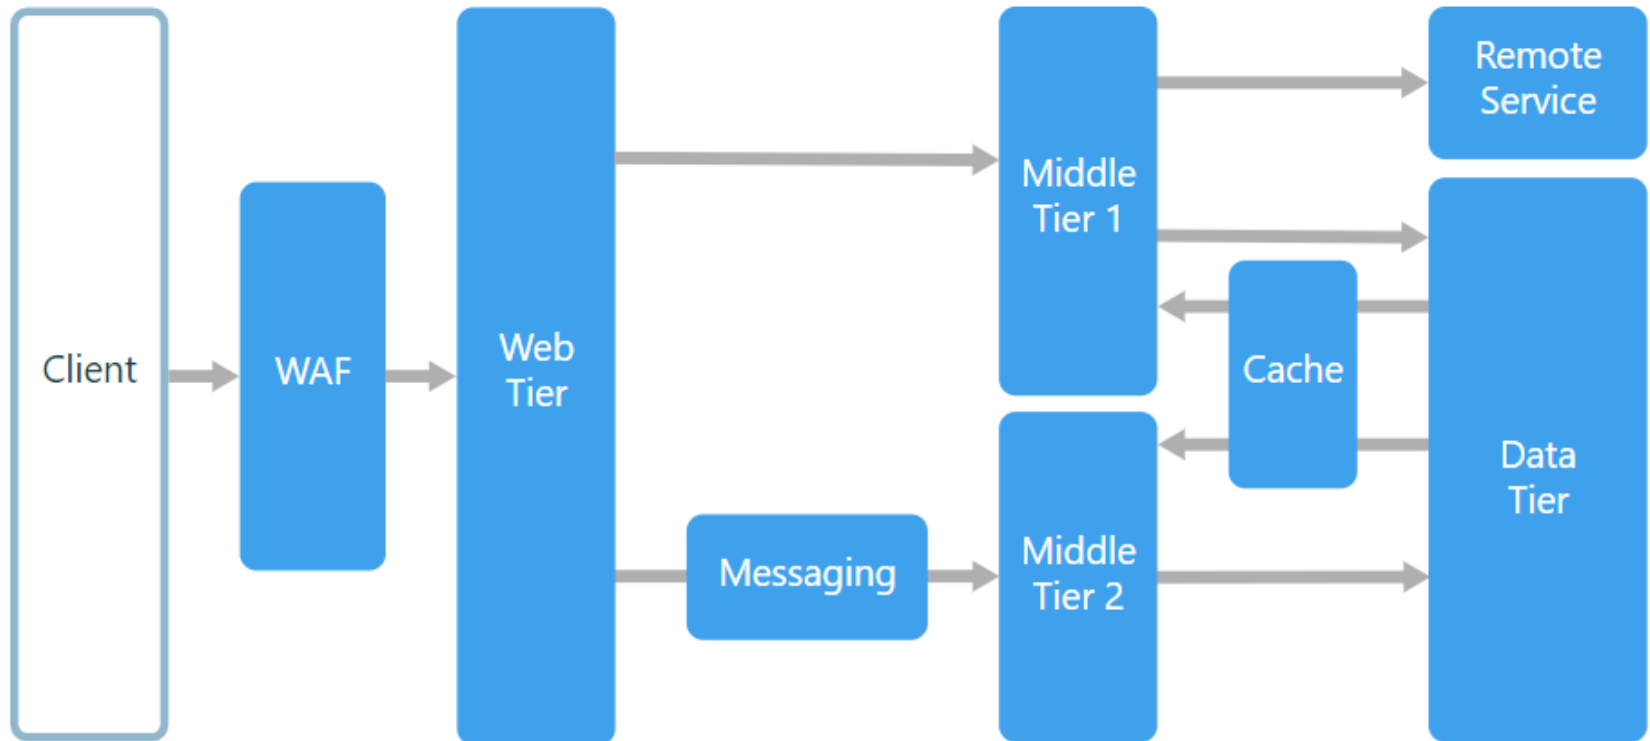 Client
WAF
Web
Tier
Messaging
Middle
Tier 1
Middle
Tier 2
Cache
Remote
Service
Data
Tier